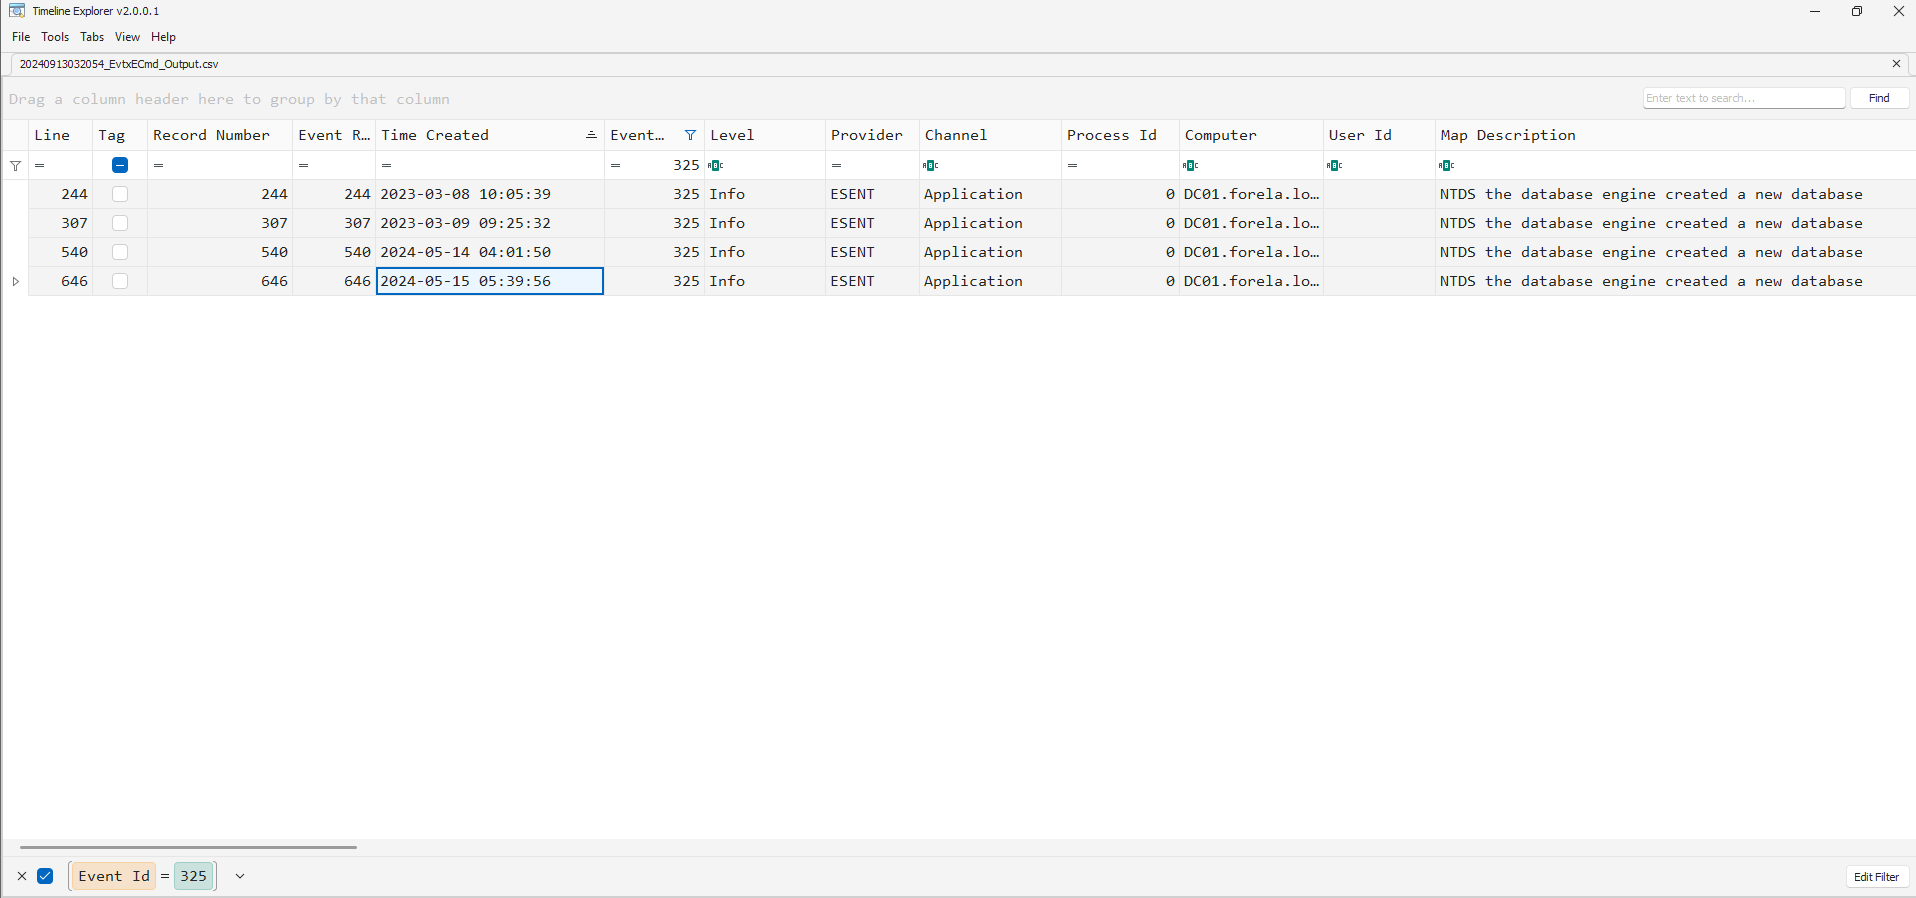 Timeline Explorer v2.0.0.1
File Tools Tabs View Help
20240913032054_EvtxECmd_Output.csv
Drag a column header here to group by that column
Enter text to search...
Find
Line Tag Record Number Event R... Time Created Event... Level Provider Channel Process Id Computer User Id Map Description
= = = = = 325 ABC = ABC = ABC ABC ABC
244 244 244 2023-03-08 10:05:39 325 Info ESENT Application 0 DC01.forela.lo... NTDS the database engine created a new database
307 307 307 2023-03-09 09:25:32 325 Info ESENT Application 0 DC01.forela.lo... NTDS the database engine created a new database
540 540 540 2024-05-14 04:01:50 325 Info ESENT Application 0 DC01.forela.lo... NTDS the database engine created a new database
646 646 646 2024-05-15 05:39:56 325 Info ESENT Application 0 DC01.forela.lo... NTDS the database engine created a new database
Event Id = 325
Edit Filter